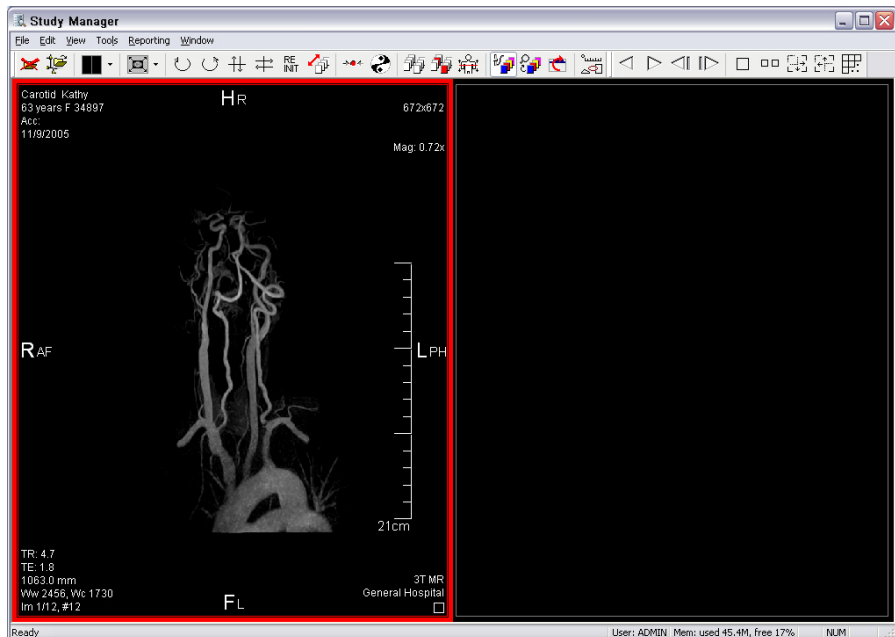 Study Manager
File Edit View Tools Reporting Window
RE
INIT
Carotid Kathy
63 years F 34897
Acc:
11/9/2005
HR
672x672
Mag: 0.72x
RAF
LPH
21cm
TR: 4.7
TE: 1.8
1063.0 mm
Ww 2456, Wc 1730
Im 1/12, #12
FL
3T MR
General Hospital
Ready
User: ADMIN Mem: used 45.4M, free 17% NUM